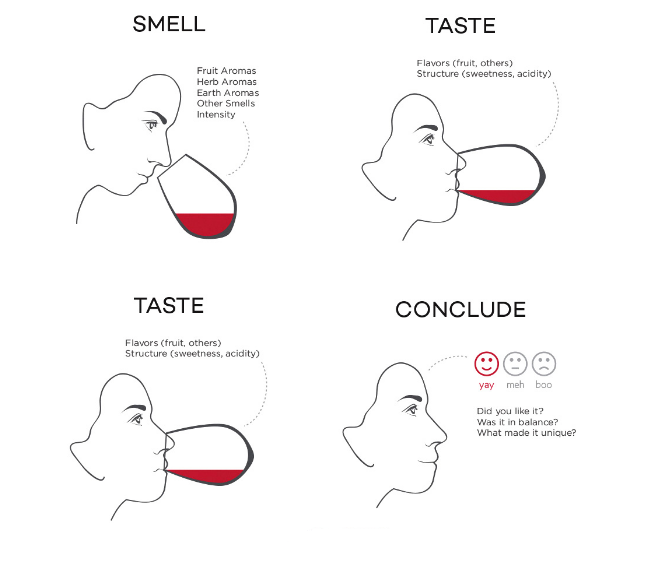 SMELL
Fruit Aromas
Herb Aromas
Earth Aromas
Other Smells
Intensity
TASTE
Flavors (fruit, others)
Structure (sweetness, acidity)
TASTE
Flavors (fruit, others)
Structure (sweetness, acidity)
CONCLUDE
yay meh boo
Did you like it?
Was it in balance?
What made it unique?